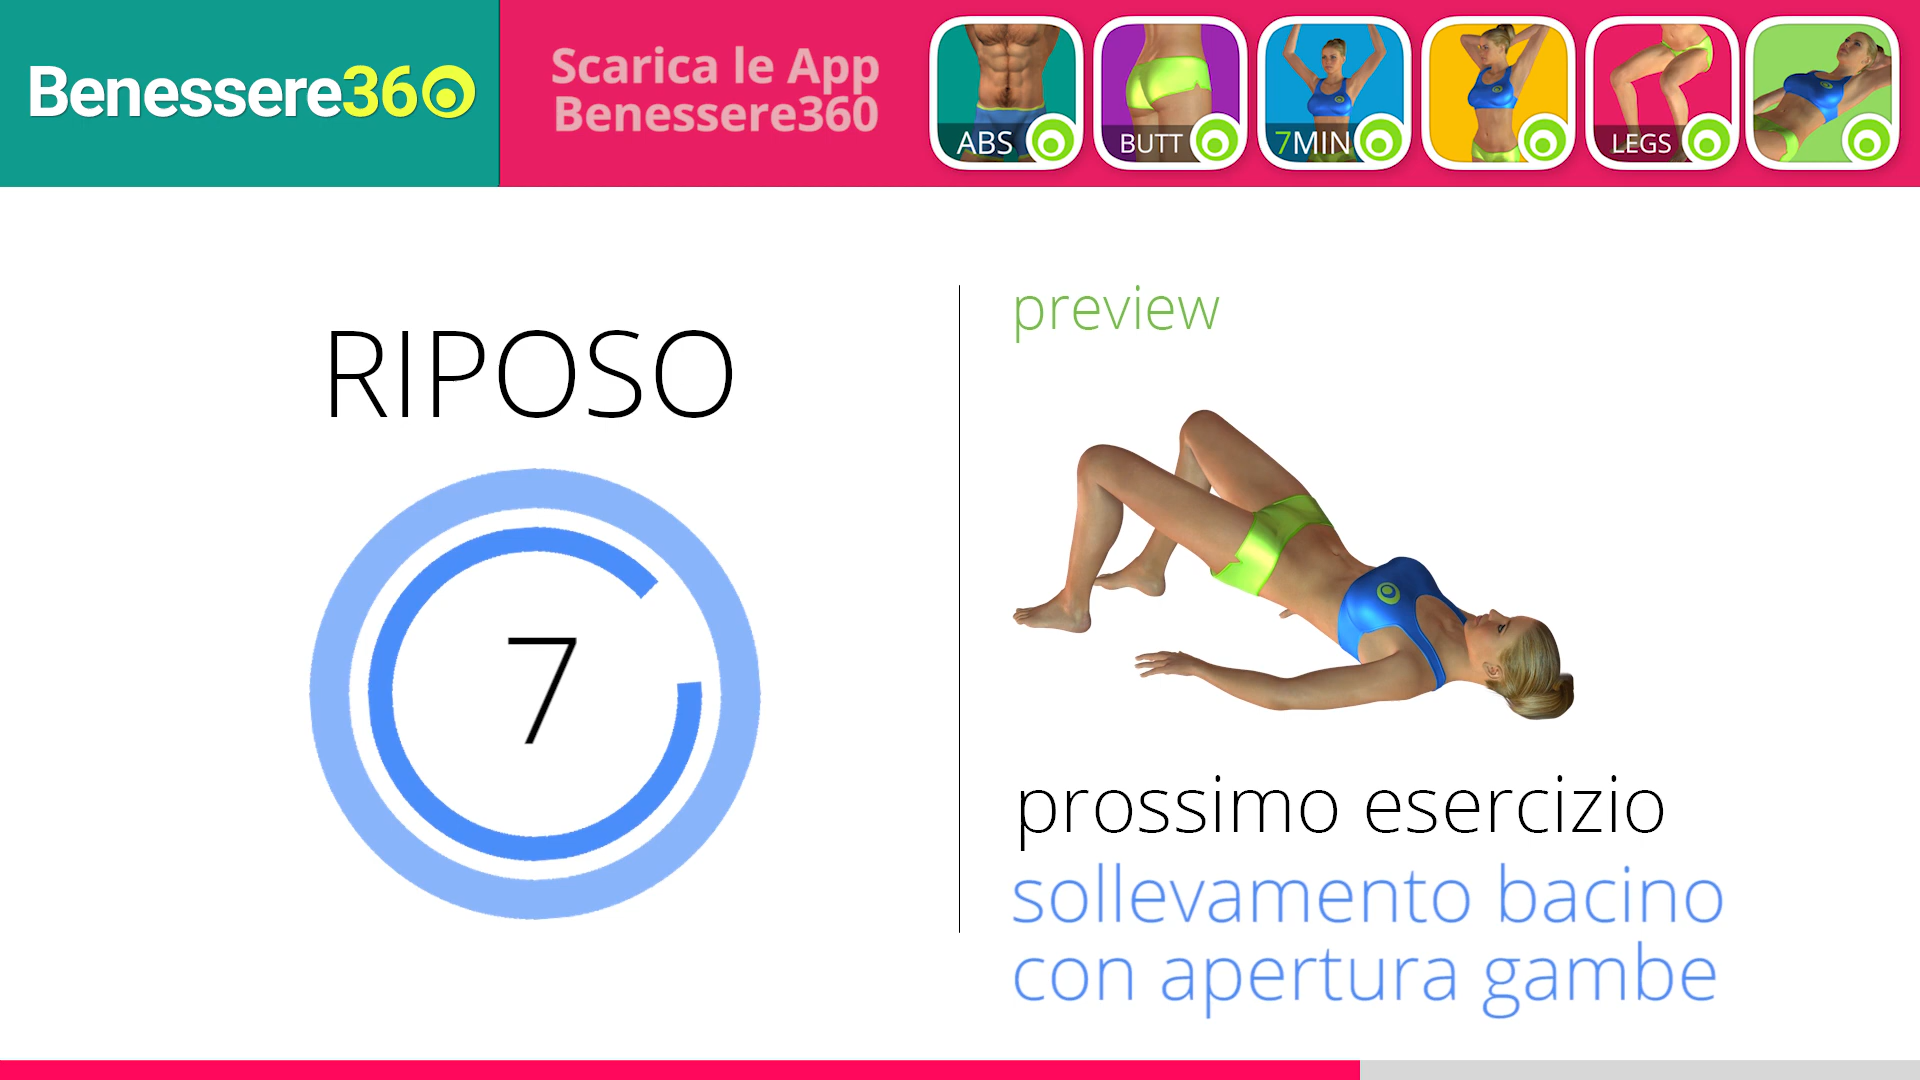 Benessere360
Scarica le App
Benessere360
ABS
BUTT
7MIN
LEGS
RIPOSO
7
preview
prossimo esercizio
sollevamento bacino
con apertura gambe